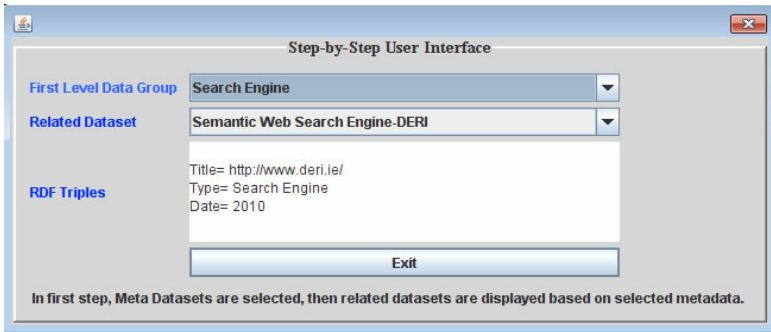 Step-by-Step User Interface
First Level Data Group Search Engine
Related Dataset Semantic Web Search Engine-DERI
RDF Triples
Title= http://www.deri.ie/
Type= Search Engine
Date= 2010
Exit
In first step, Meta Datasets are selected, then related datasets are displayed based on selected metadata.